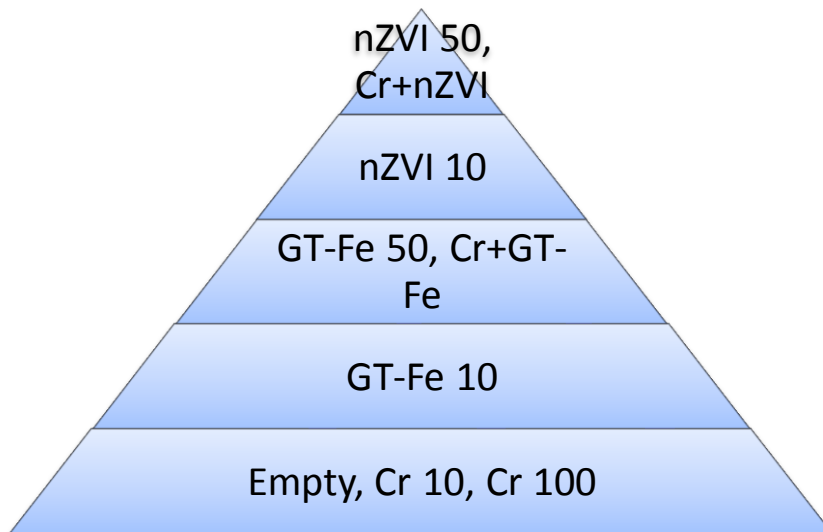 nZVI 50,
Cr+nZVI
nZVI 10
GT-Fe 50, Cr+GT-
Fe
GT-Fe 10
Empty, Cr 10, Cr 100